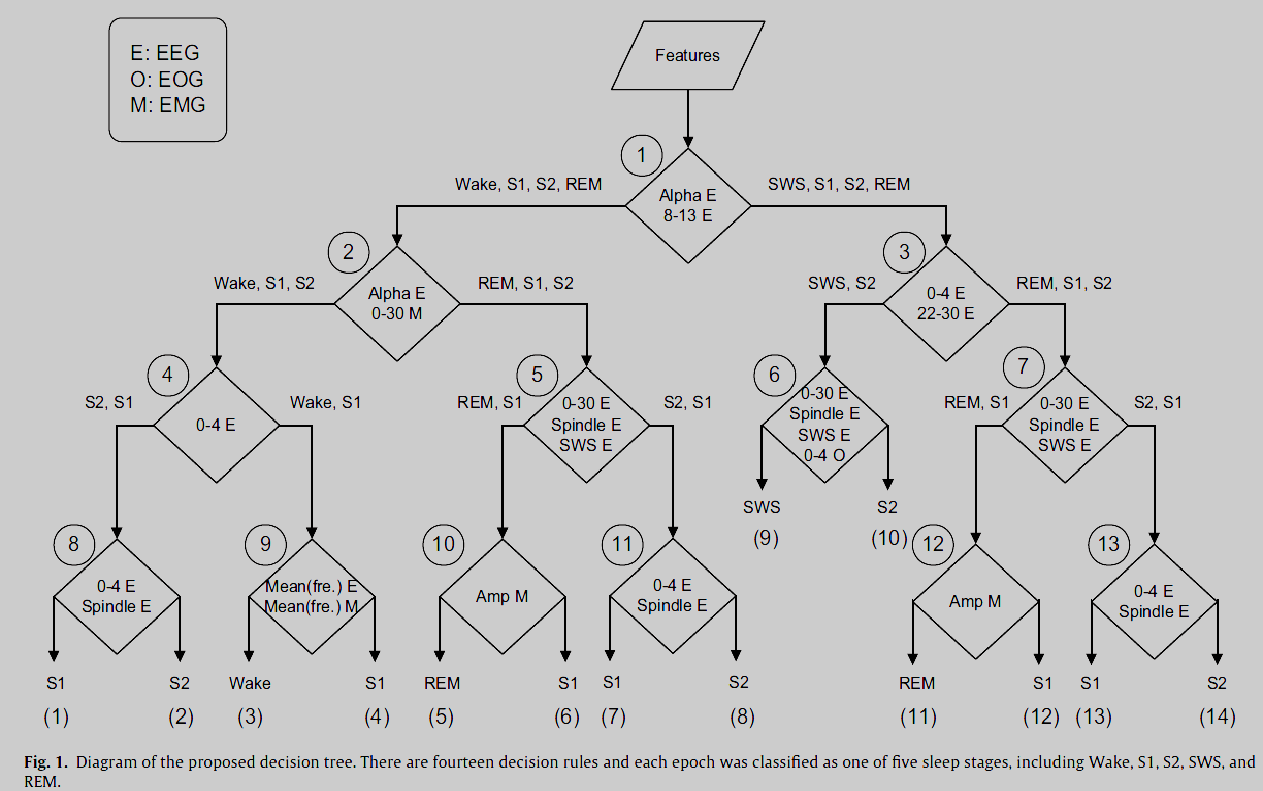 E: EEG
O: EOG
M: EMG
Features
1
Alpha E
8-13 E
Wake, S1, S2, REM
SWS, S1, S2, REM
2
Alpha E
0-30 M
Wake, S1, S2
REM, S1, S2
3
0-4 E
22-30 E
SWS, S2
REM, S1, S2
4
0-4 E
S2, S1
Wake, S1
5
0-30 E
Spindle E
SWS E
REM, S1
S2, S1
6
0-30 E
Spindle E
SWS E
0-4 O
SWS
(9)
S2
(10)
7
0-30 E
Spindle E
SWS E
REM, S1
S2, S1
8
0-4 E
Spindle E
S1
(1)
S2
(2)
9
Mean(fre.) E
Mean(fre.) M
Wake
(3)
S1
(4)
10
Amp M
REM
(5)
S1
(6)
11
0-4 E
Spindle E
S1
(7)
S2
(8)
12
Amp M
REM
(11)
S1
(12)
13
0-4 E
Spindle E
S1
(13)
S2
(14)
Fig. 1. Diagram of the proposed decision tree. There are fourteen decision rules and each epoch was classified as one of five sleep stages, including Wake, S1, S2, SWS, and
REM.